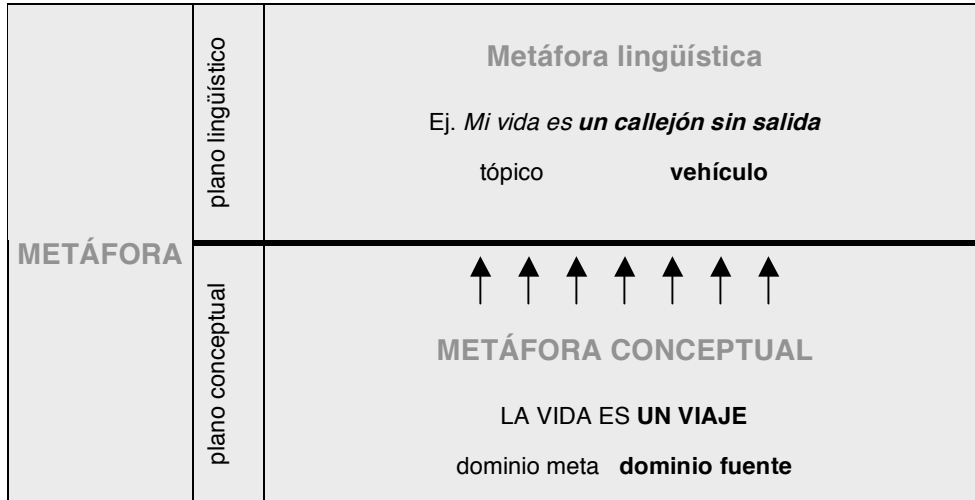 METÁFORA
plano lingüístico
Metáfora lingüística
Ej. Mi vida es un callejón sin salida
tópico vehículo
plano conceptual
METÁFORA CONCEPTUAL
LA VIDA ES UN VIAJE
dominio meta dominio fuente